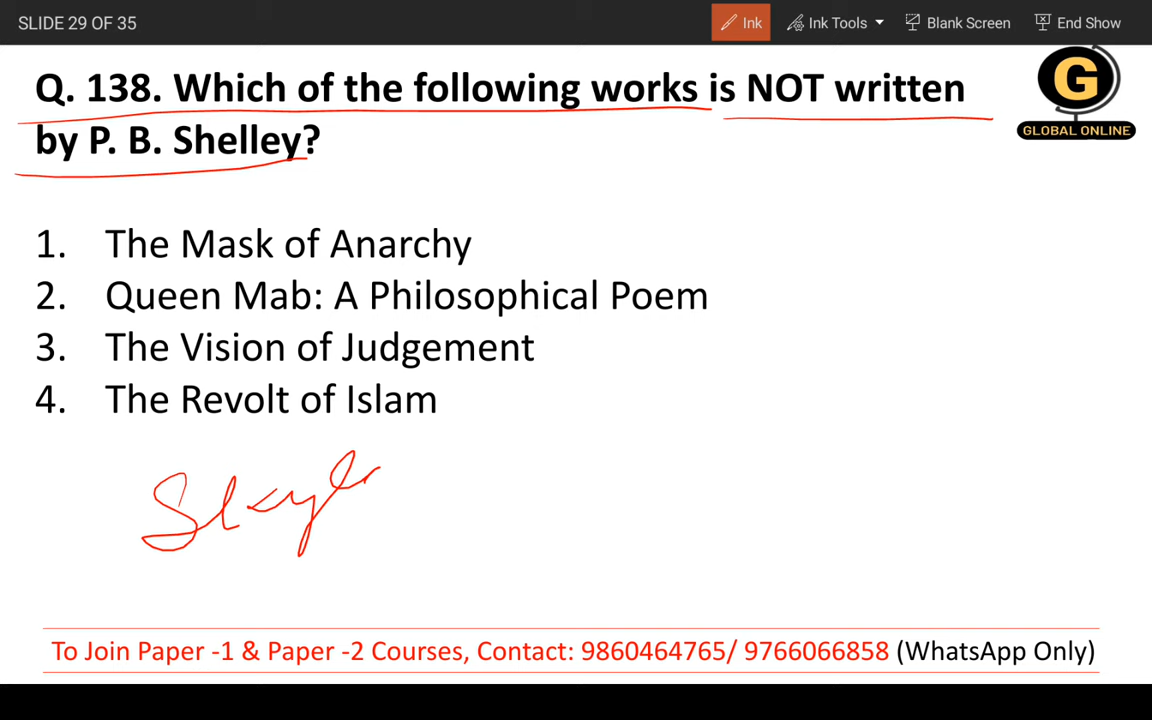 SLIDE 29 OF 35 Ink Ink Tools Blank Screen End Show
Q. 138. Which of the following works is NOT written
by P. B. Shelley?
G
GLOBAL ONLINE
1. The Mask of Anarchy
2. Queen Mab: A Philosophical Poem
3. The Vision of Judgement
4. The Revolt of Islam
To Join Paper -1 & Paper -2 Courses, Contact: 9860464765/ 9766066858 (WhatsApp Only)